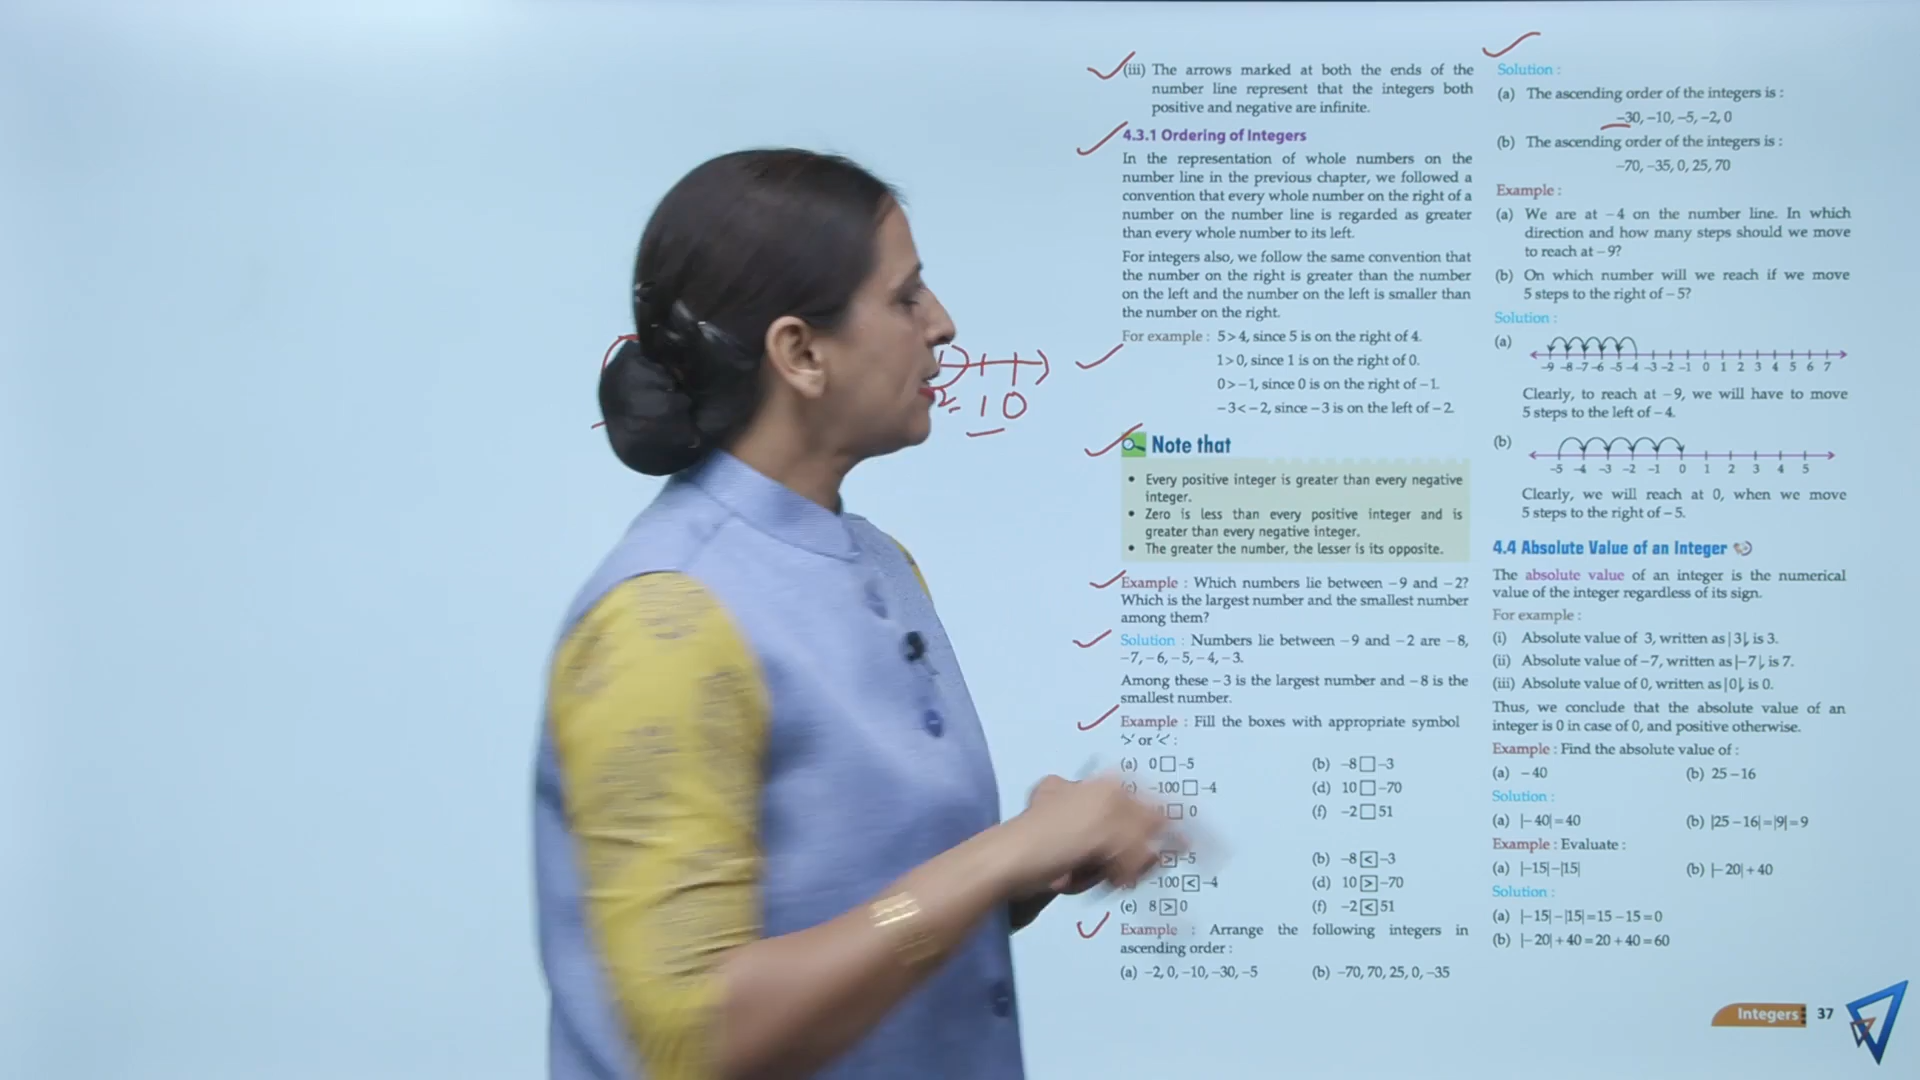 (iii) The arrows marked at both the ends of the
number line represent that the integers both
positive and negative are infinite.
4.3.1 Ordering of Integers
In the representation of whole numbers on the
number line in the previous chapter, we followed a
convention that every whole number on the right of a
number on the number line is regarded as greater
than every whole number to its left.
For integers also, we follow the same convention that
the number on the right is greater than the number
on the left and the number on the left is smaller than
the number on the right.
For example : 5 > 4, since 5 is on the right of 4.
1 > 0, since 1 is on the right of 0.
0 > −1, since 0 is on the right of −1.
−3 < −2, since −3 is on the left of −2.
Note that
• Every positive integer is greater than every negative
integer.
• Zero is less than every positive integer and is
greater than every negative integer.
• The greater the number, the lesser is its opposite.
Example : Which numbers lie between −9 and −2?
Which is the largest number and the smallest number
among them?
Solution : Numbers lie between −9 and −2 are −8,
−7, −6, −5, −4, −3.
Among these −3 is the largest number and −8 is the
smallest number.
Example : Fill the boxes with appropriate symbol
'>' or '<' :
(a) 0 □ −5 (b) −8 □ −3
−100 □ −4 (d) 10 □ −70
□ 0 (f) −2 □ 51
> −5 (b) −8 < −3
−100 < −4 (d) 10 > −70
(e) 8 > 0 (f) −2 < 51
Example : Arrange the following integers in
ascending order :
(a) −2, 0, −10, −30, −5 (b) −70, 70, 25, 0, −35
Solution :
(a) The ascending order of the integers is :
−30, −10, −5, −2, 0
(b) The ascending order of the integers is :
−70, −35, 0, 25, 70
Example :
(a) We are at −4 on the number line. In which
direction and how many steps should we move
to reach at −9?
(b) On which number will we reach if we move
5 steps to the right of −5?
Solution :
(a)
−9 −8 −7 −6 −5 −4 −3 −2 −1 0 1 2 3 4 5 6 7
Clearly, to reach at −9, we will have to move
5 steps to the left of −4.
(b)
−5 −4 −3 −2 −1 0 1 2 3 4 5
Clearly, we will reach at 0, when we move
5 steps to the right of −5.
4.4 Absolute Value of an Integer
The absolute value of an integer is the numerical
value of the integer regardless of its sign.
For example :
(i) Absolute value of 3, written as |3|, is 3.
(ii) Absolute value of −7, written as |−7|, is 7.
(iii) Absolute value of 0, written as |0|, is 0.
Thus, we conclude that the absolute value of an
integer is 0 in case of 0, and positive otherwise.
Example : Find the absolute value of :
(a) −40 (b) 25 − 16
Solution :
(a) |−40| = 40 (b) |25 − 16| = |9| = 9
Example : Evaluate :
(a) |−15| − |15| (b) |−20| + 40
Solution :
(a) |−15| − |15| = 15 − 15 = 0
(b) |−20| + 40 = 20 + 40 = 60
Integers 37
2 -1 0